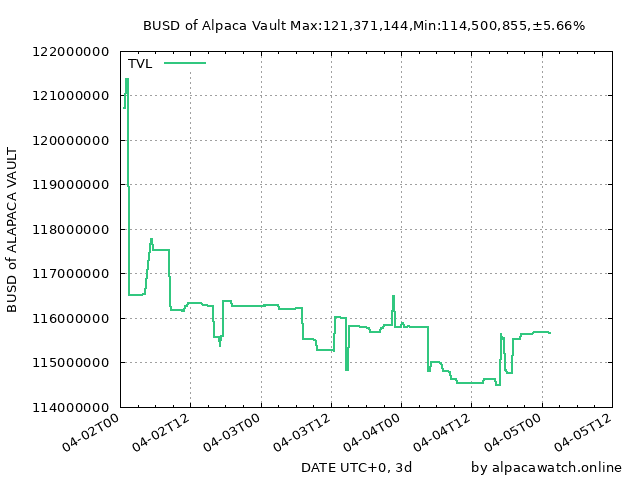 BUSD of Alpaca Vault Max:121,371,144,Min:114,500,855,±5.66%
TVL
122000000
121000000
120000000
119000000
118000000
117000000
116000000
115000000
114000000
BUSD of ALAPACA VAULT
04-02T00
04-02T12
04-03T00
04-03T12
04-04T00
04-04T12
04-05T00
04-05T12
DATE UTC+0, 3d
by alpacawatch.online